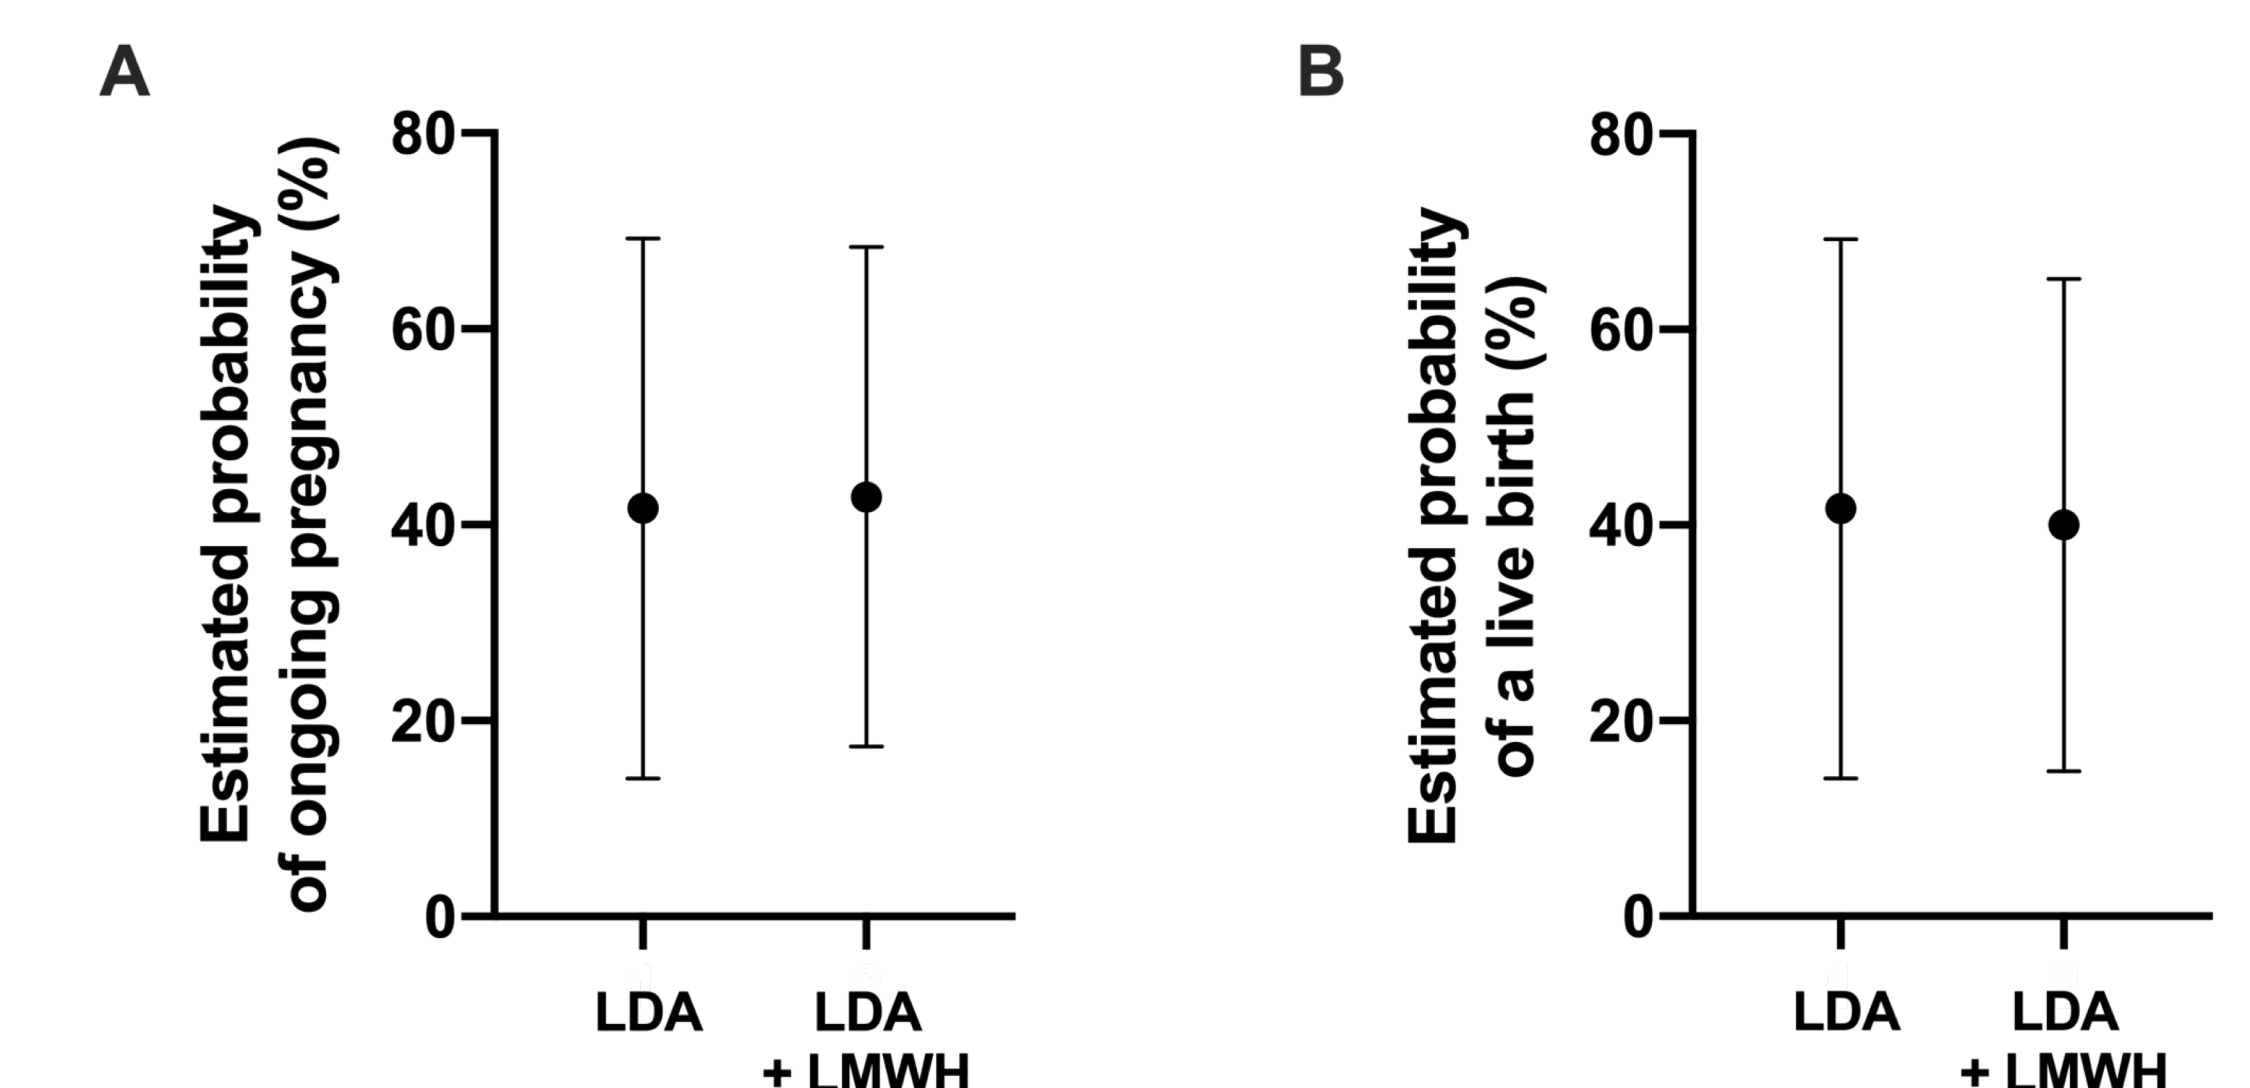 A
Estimated probability
of ongoing pregnancy (%)
80
60
40
20
0
LDA
LDA
+ LMWH
B
Estimated probability
of a live birth (%)
80
60
40
20
0
LDA
LDA
+ LMWH